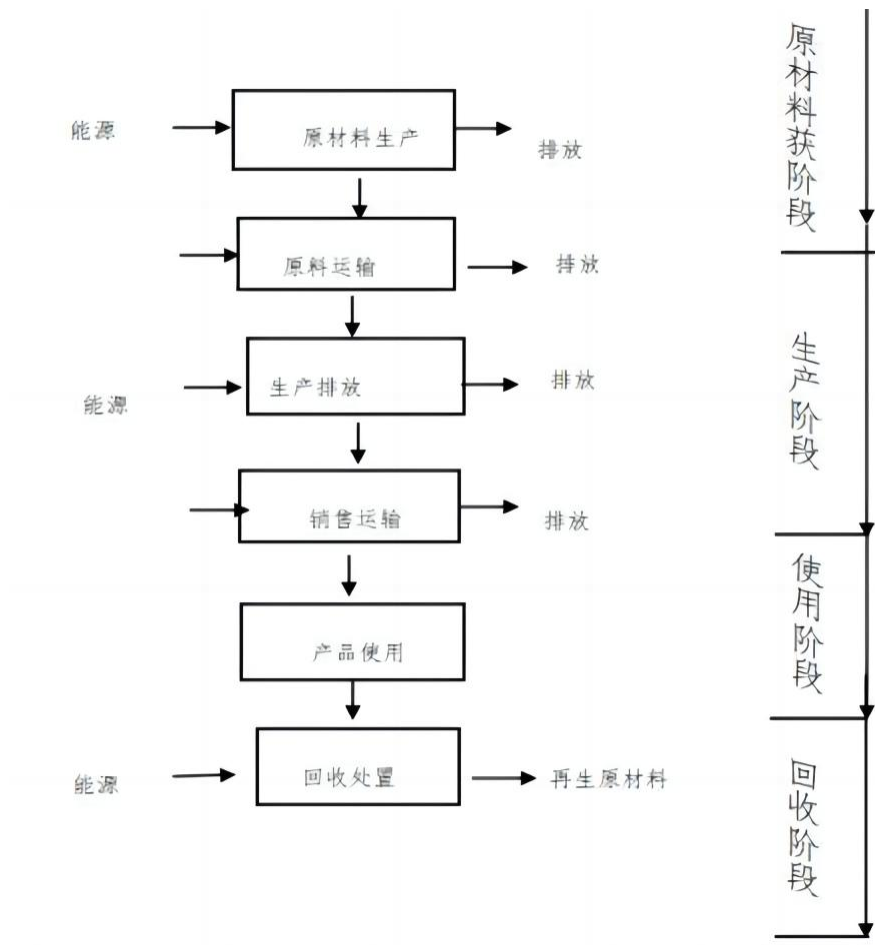 能源
原材料生产
排放
原料运输
排放
能源
生产排放
排放
销售运输
排放
产品使用
能源
回收处置
再生原材料
原材料获阶段
生产阶段
使用阶段
回收阶段